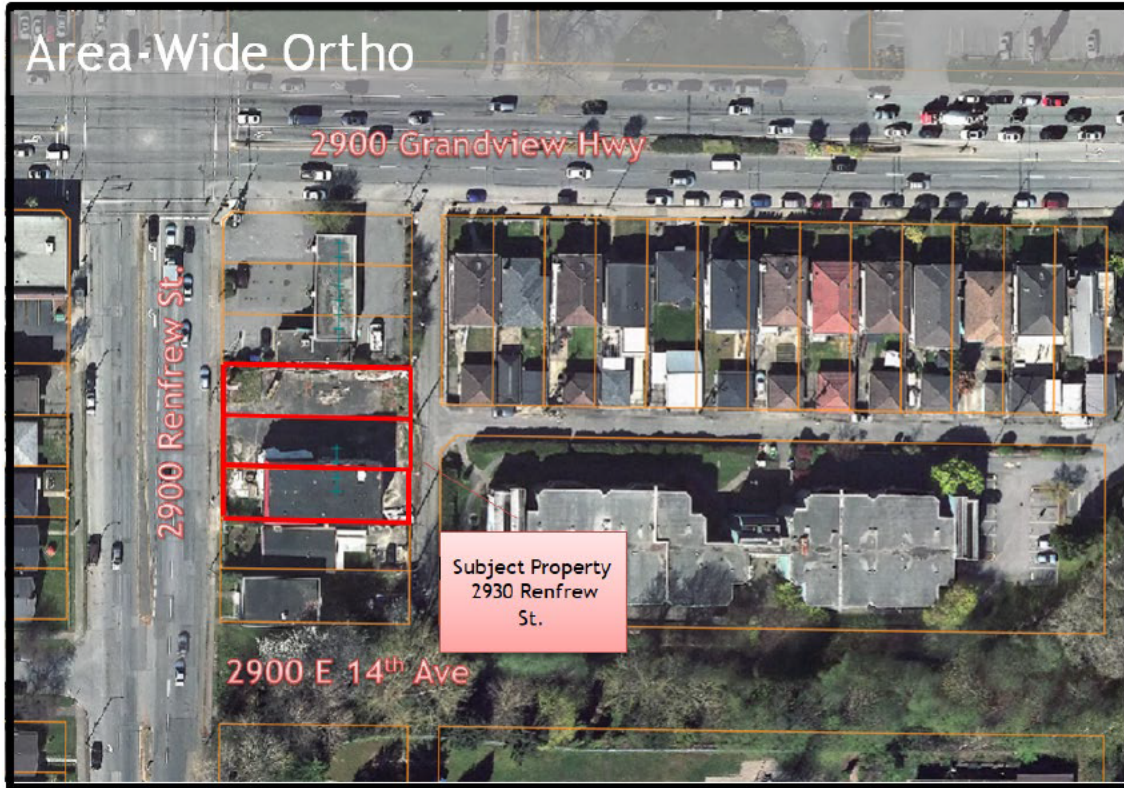 Area-Wide Ortho
2900 Grandview Hwy
2900 Renfrew St.
Subject Property
2930 Renfrew
St.
2900 E 14th Ave